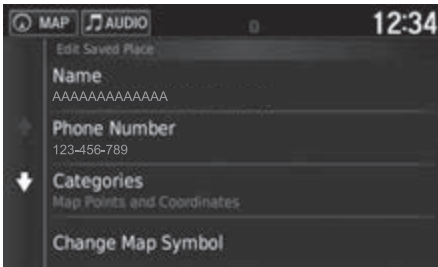 MAP AUDIO 12:34
Edit Saved Place
Name
AAAAAAAAAAAAA
Phone Number
123-456-789
Categories
Map Points and Coordinates
Change Map Symbol